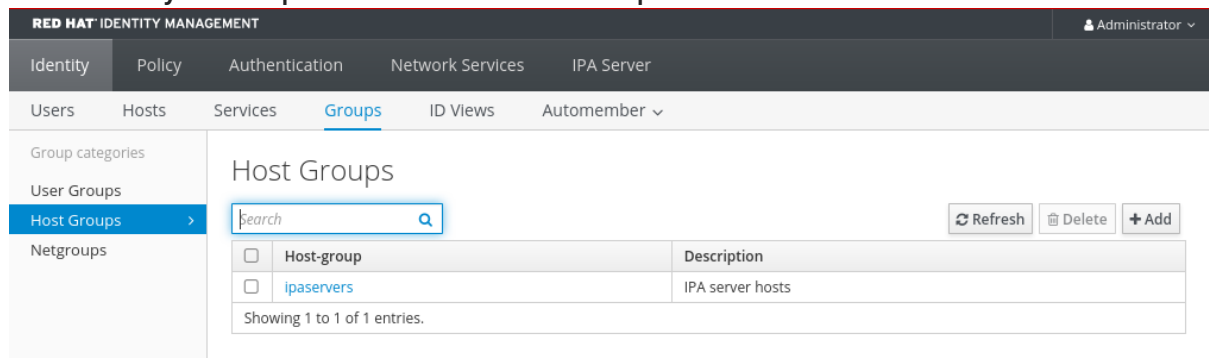 RED HAT® IDENTITY MANAGEMENT
Administrator
Identity Policy Authentication Network Services IPA Server
Users Hosts Services Groups ID Views Automember
Group categories
User Groups
Host Groups
Netgroups
Host Groups
Search
Refresh Delete + Add
Host-group Description
ipaservers IPA server hosts
Showing 1 to 1 of 1 entries.